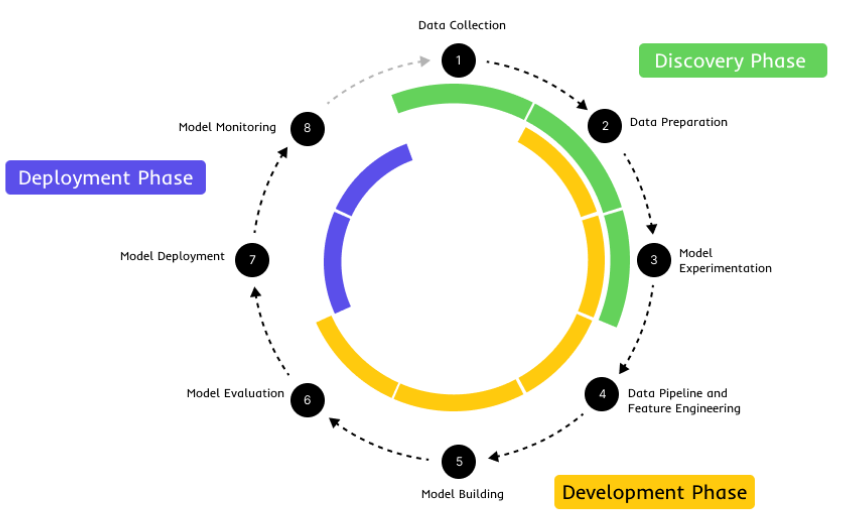 Data Collection
1
Discovery Phase
2
Data Preparation
Model Monitoring
8
Deployment Phase
Model Deployment
7
3
Model
Experimentation
Model Evaluation
6
4
Data Pipeline and
Feature Engineering
5
Model Building
Development Phase